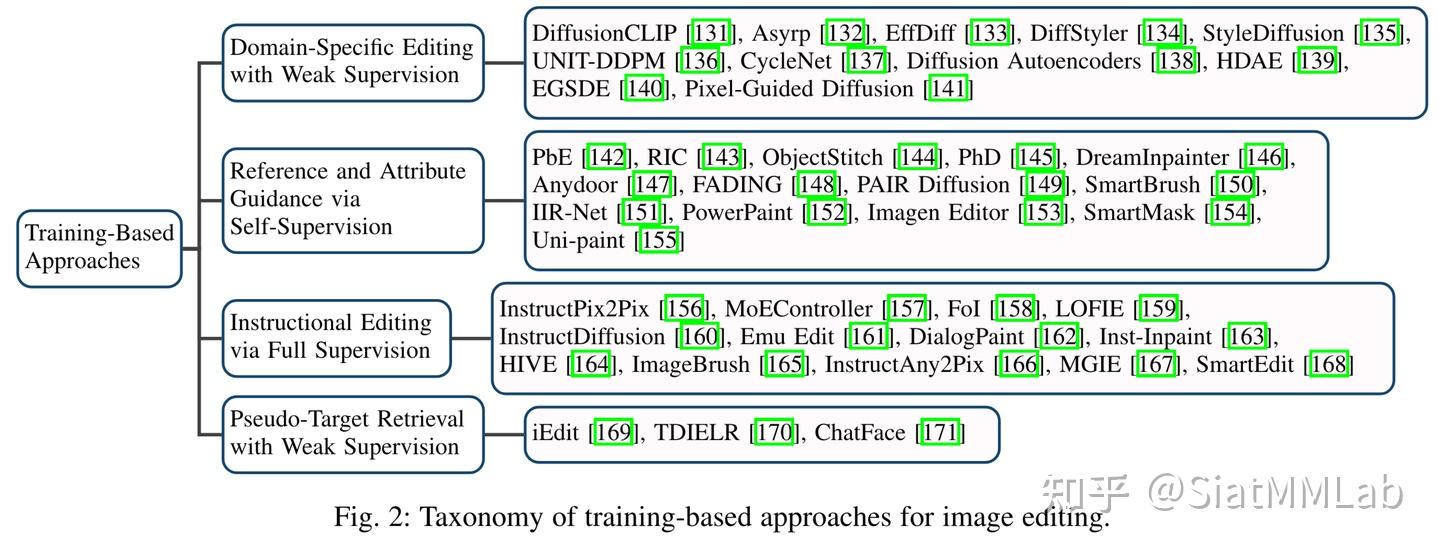 Training-Based
Approaches
Domain-Specific Editing
with Weak Supervision
DiffusionCLIP [131], Asyrp [132], EffDiff [133], DiffStyler [134], StyleDiffusion [135],
UNIT-DDPM [136], CycleNet [137], Diffusion Autoencoders [138], HDAE [139],
EGSDE [140], Pixel-Guided Diffusion [141]
Reference and Attribute
Guidance via
Self-Supervision
PbE [142], RIC [143], ObjectStitch [144], PhD [145], DreamInpainter [146],
Anydoor [147], FADING [148], PAIR Diffusion [149], SmartBrush [150],
IIR-Net [151], PowerPaint [152], Imagen Editor [153], SmartMask [154],
Uni-paint [155]
Instructional Editing
via Full Supervision
InstructPix2Pix [156], MoEController [157], FoI [158], LOFIE [159],
InstructDiffusion [160], Emu Edit [161], DialogPaint [162], Inst-Inpaint [163],
HIVE [164], ImageBrush [165], InstructAny2Pix [166], MGIE [167], SmartEdit [168]
Pseudo-Target Retrieval
with Weak Supervision
iEdit [169], TDIELR [170], ChatFace [171]
知乎 @SiatMMLab
Fig. 2: Taxonomy of training-based approaches for image editing.